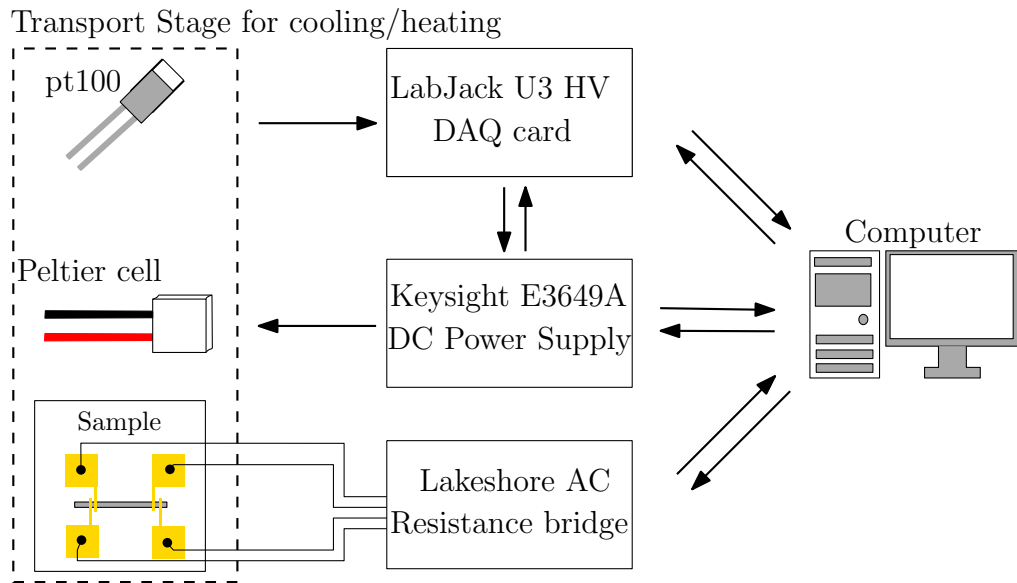 Transport Stage for cooling/heating
pt100
LabJack U3 HV
DAQ card
Computer
Peltier cell
Keysight E3649A
DC Power Supply
Sample
Lakeshore AC
Resistance bridge